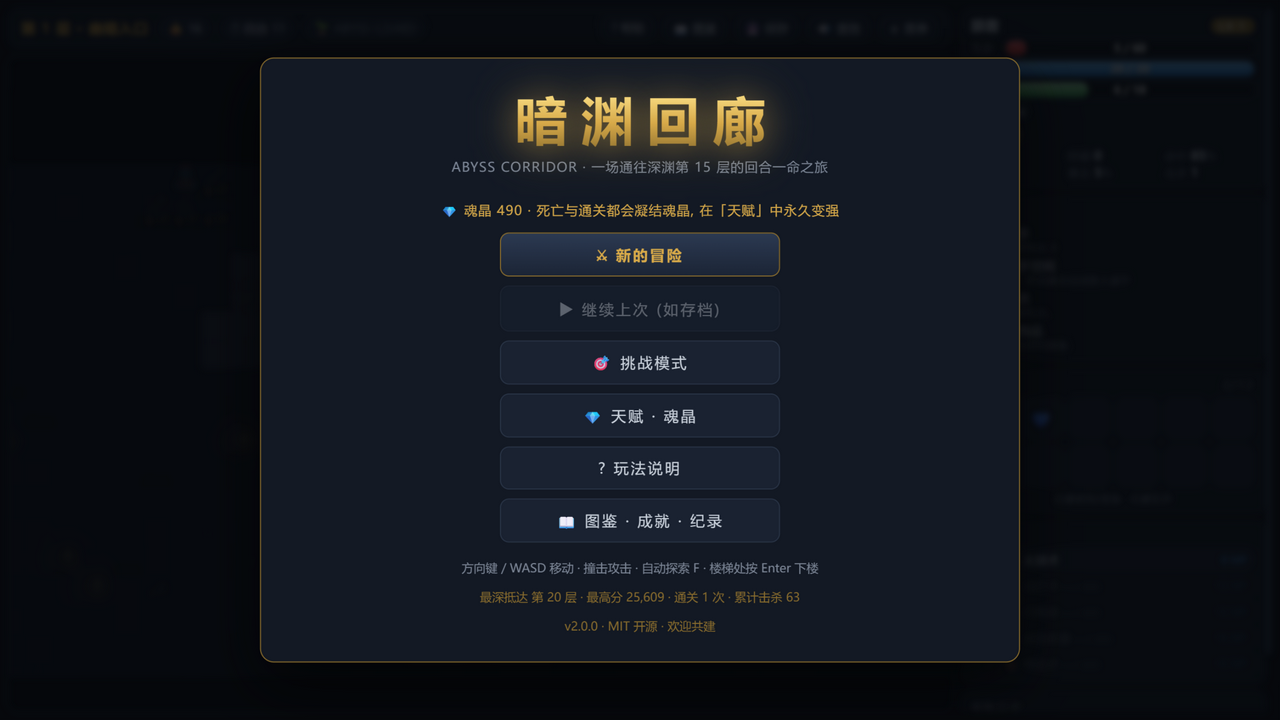 暗渊回廊
ABYSS CORRIDOR · 一场通往深渊第 15 层的回合一命之旅
💎 魂晶 490 · 死亡与通关都会凝结魂晶, 在「天赋」中永久变强
⚔ 新的冒险
▶ 继续上次 (如存档)
🎯 挑战模式
💎 天赋 · 魂晶
? 玩法说明
📖 图鉴 · 成就 · 纪录
方向键 / WASD 移动 · 撞击攻击 · 自动探索 F · 楼梯处按 Enter 下楼
最深抵达 第 20 层 · 最高分 25,609 · 通关 1 次 · 累计击杀 63
v2.0.0 · MIT 开源 · 欢迎共建